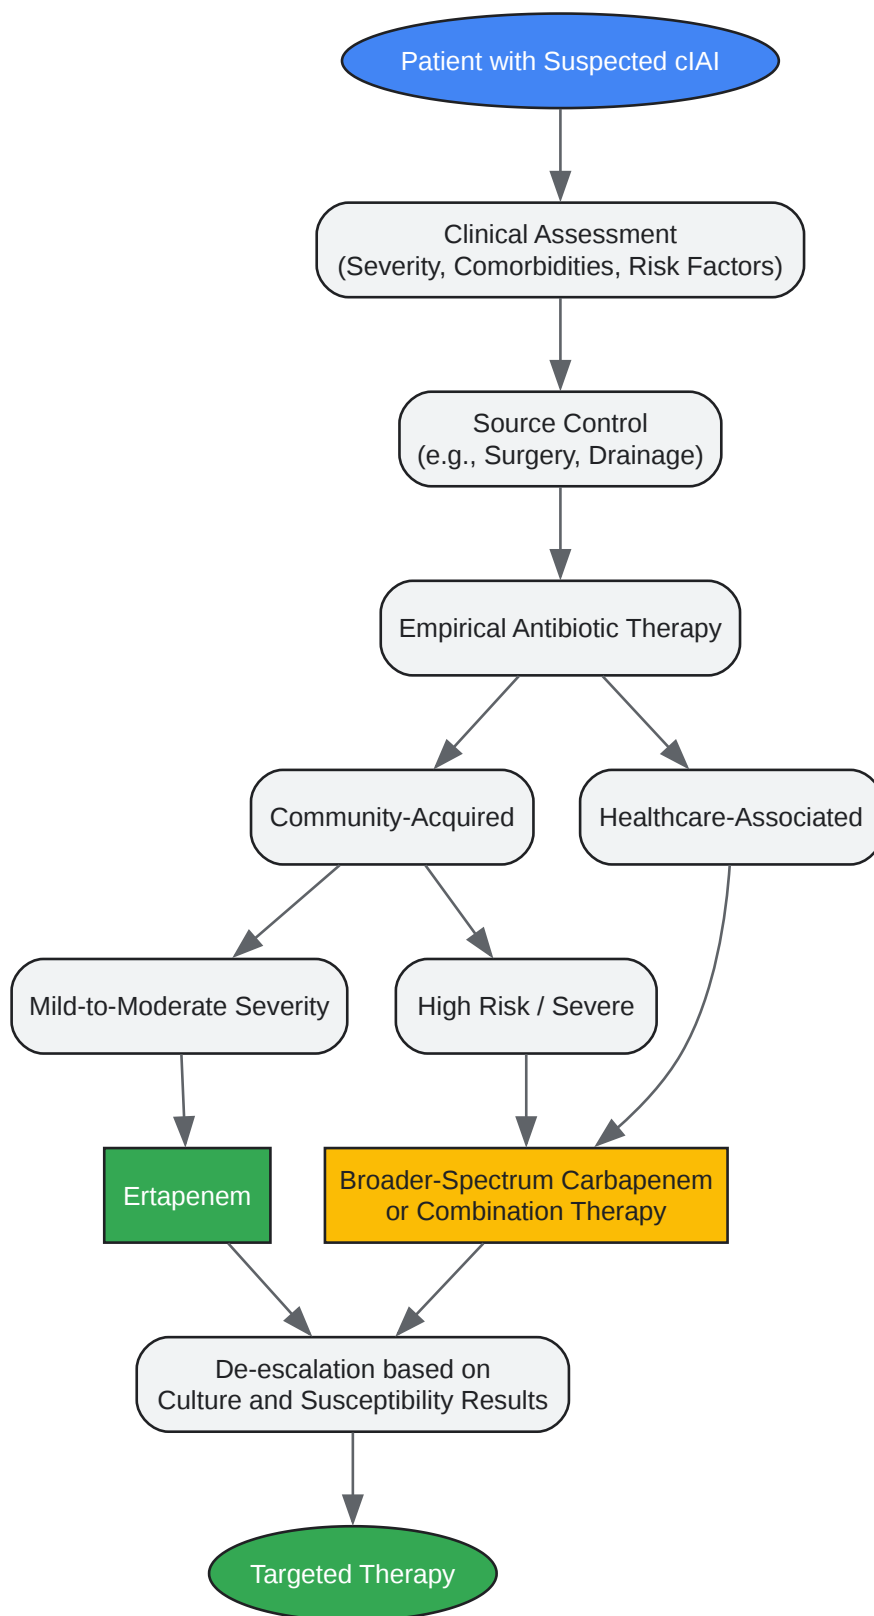 Patient with Suspected cIAI
Clinical Assessment
(Severity, Comorbidities, Risk Factors)
Source Control
(e.g., Surgery, Drainage)
Empirical Antibiotic Therapy
Community-Acquired
Healthcare-Associated
Mild-to-Moderate Severity
High Risk / Severe
Ertapenem
Broader-Spectrum Carbapenem
or Combination Therapy
De-escalation based on
Culture and Susceptibility Results
Targeted Therapy